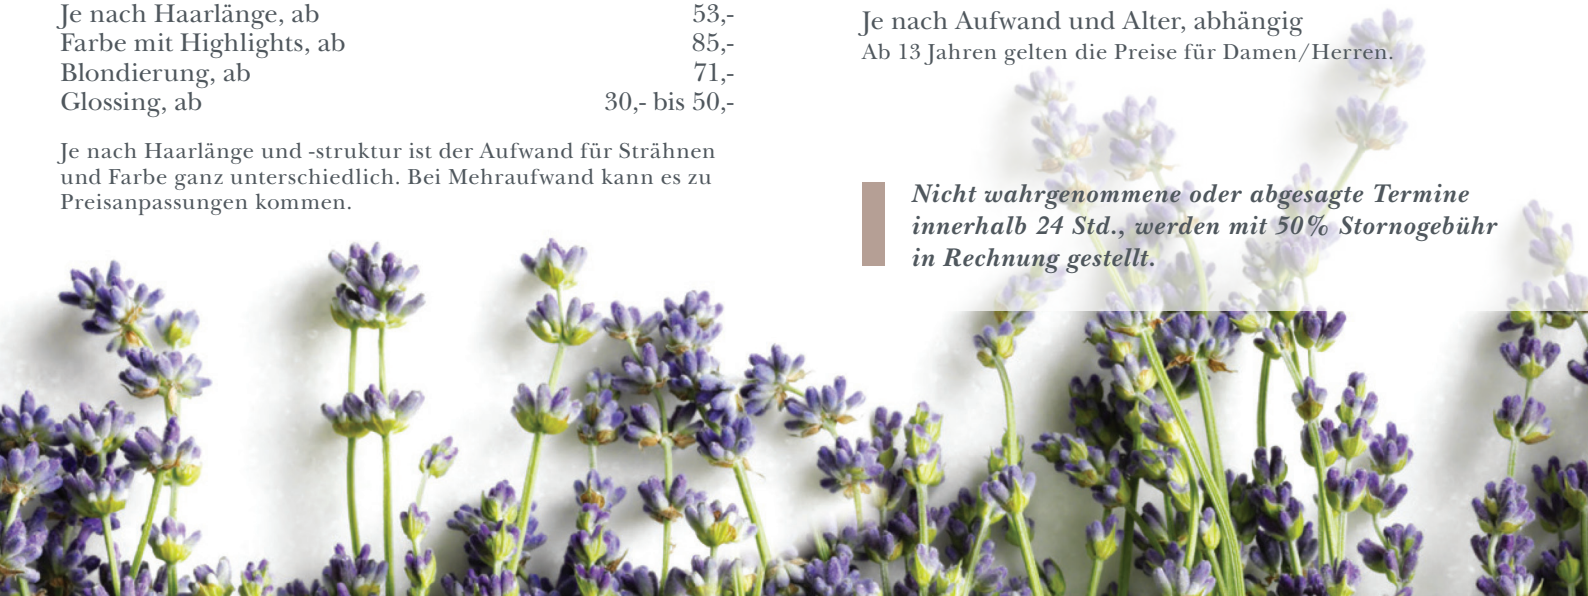 Je nach Haarlänge, ab 53,-
Farbe mit Highlights, ab 85,-
Blondierung, ab 71,-
Glossing, ab 30,- bis 50,-
Je nach Haarlänge und -struktur ist der Aufwand für Strähnen
und Farbe ganz unterschiedlich. Bei Mehraufwand kann es zu
Preisanpassungen kommen.
Je nach Aufwand und Alter, abhängig
Ab 13 Jahren gelten die Preise für Damen/Herren.
Nicht wahrgenommene oder abgesagte Termine
innerhalb 24 Std., werden mit 50% Stornogebühr
in Rechnung gestellt.